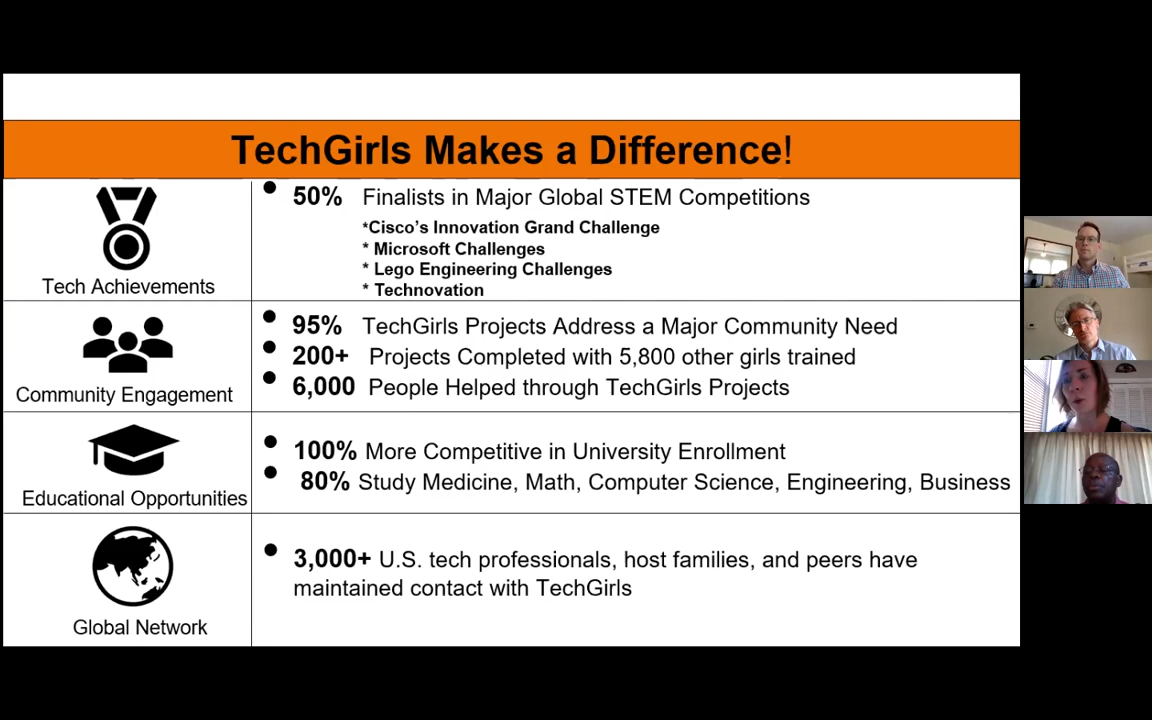 TechGirls Makes a Difference!
Tech Achievements
• 50% Finalists in Major Global STEM Competitions
*Cisco’s Innovation Grand Challenge
* Microsoft Challenges
* Lego Engineering Challenges
* Technovation
Community Engagement
• 95% TechGirls Projects Address a Major Community Need
• 200+ Projects Completed with 5,800 other girls trained
• 6,000 People Helped through TechGirls Projects
Educational Opportunities
• 100% More Competitive in University Enrollment
• 80% Study Medicine, Math, Computer Science, Engineering, Business
Global Network
• 3,000+ U.S. tech professionals, host families, and peers have
maintained contact with TechGirls